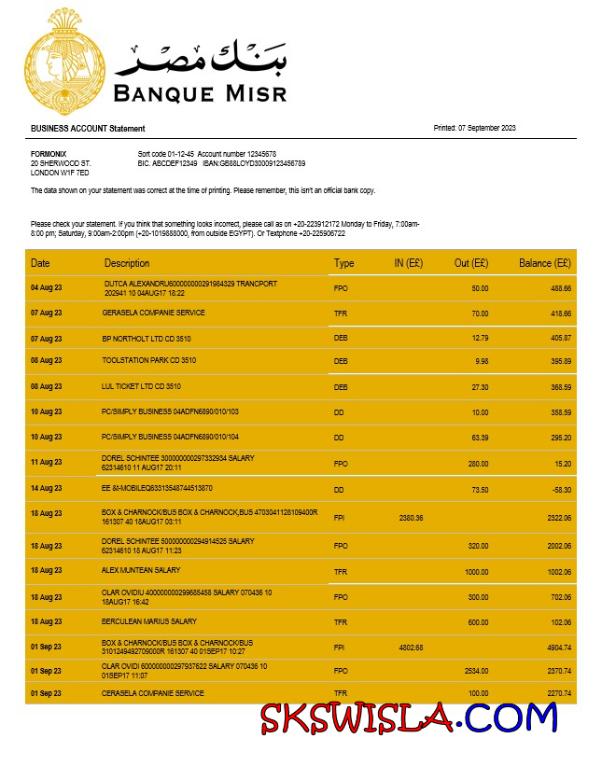 بنك مصر
BANQUE MISR
BUSINESS ACCOUNT Statement Printed: 07 September 2023
FORMONIX Sort code 01-12-45 Account number 12345678
20 SHERWOOD ST. BIC. ABCDEF12349 IBAN:GB88LOYD30009123456789
LONDON W1F 7ED
The data shown on your statement was correct at the time of printing. Please remember, this isn't an official bank copy.
Please check your statement. If you think that something looks incorrect, please call as on +20-223912172 Monday to Friday, 7:00am-
8:00 pm; Saturday, 9:00am-2:00pm (+20-1019888000, from outside EGYPT). Or Textphone +20-225906722
Date Description Type IN (E£) Out (E£) Balance (E£)
04 Aug 23 DUTCA ALEXANDRU600000000291984329 TRANCPORT
202941 10 04AUG17 18:22 FPO 50.00 488.66
07 Aug 23 GERASELA COMPANIE SERVICE TFR 70.00 418.66
07 Aug 23 BP NORTHOLT LTD CD 3510 DEB 12.79 405.87
08 Aug 23 TOOLSTATION PARK CD 3510 DEB 9.98 395.89
08 Aug 23 LUL TICKET LTD CD 3510 DEB 27.30 368.59
10 Aug 23 PC/SIMPLY BUSINESS 04ADFN6890/010/103 DD 10.00 358.59
10 Aug 23 PC/SIMPLY BUSINESS 04ADFN6890/010/104 DD 63.39 295.20
11 Aug 23 DOREL SCHINTEE 300000000297332934 SALARY
62314610 11 AUG17 20:11 FPO 280.00 15.20
14 Aug 23 EE &MOBILEQ63313548744513870 DD 73.50 -58.30
18 Aug 23 BOX & CHARNOCK/BUS BOX & CHARNOCK,BUS 4703041128109400R
161307 40 18AUG17 03:11 FPI 2380.36 2322.06
18 Aug 23 DOREL SCHINTEE 500000000294914525 SALARY
62314610 18 AUG17 11:23 FPO 320.00 2002.06
18 Aug 23 ALEX MUNTEAN SALARY TFR 1000.00 1002.06
18 Aug 23 CLAR OVIDIU 400000000299685458 SALARY 070436 10
18AUG17 16:42 FPO 300.00 702.06
18 Aug 23 BERCULEAN MARIUS SALARY TFR 600.00 102.06
01 Sep 23 BOX & CHARNOCK/BUS BOX & CHARNOCK/BUS
3101249492709000R 161307 40 01SEP17 10:27 FPI 4802.68 4904.74
01 Sep 23 CLAR OVIDI 600000000297937622 SALARY 070436 10
01SEP17 11:07 FPO 2534.00 2370.74
01 Sep 23 CERASELA COMPANIE SERVICE TFR 100.00 2270.74
SKSWISLA.COM